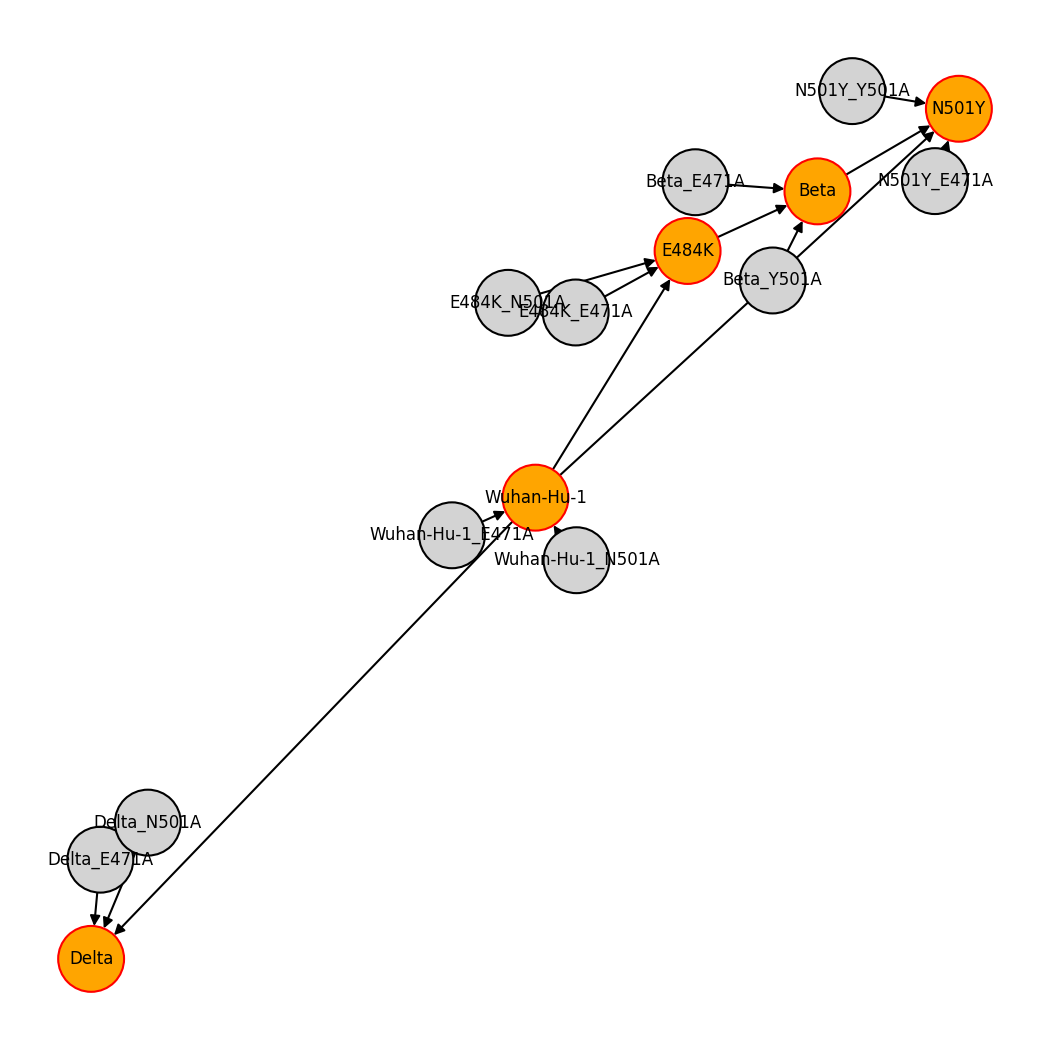 N501Y_Y501A
N501Y
Beta_E471A
N501Y_E471A
Beta
E484K
Beta_Y501A
E484K_N501A
E484K_E471A
Wuhan-Hu-1
Wuhan-Hu-1_E471A
Wuhan-Hu-1_N501A
Delta_N501A
Delta_E471A
Delta